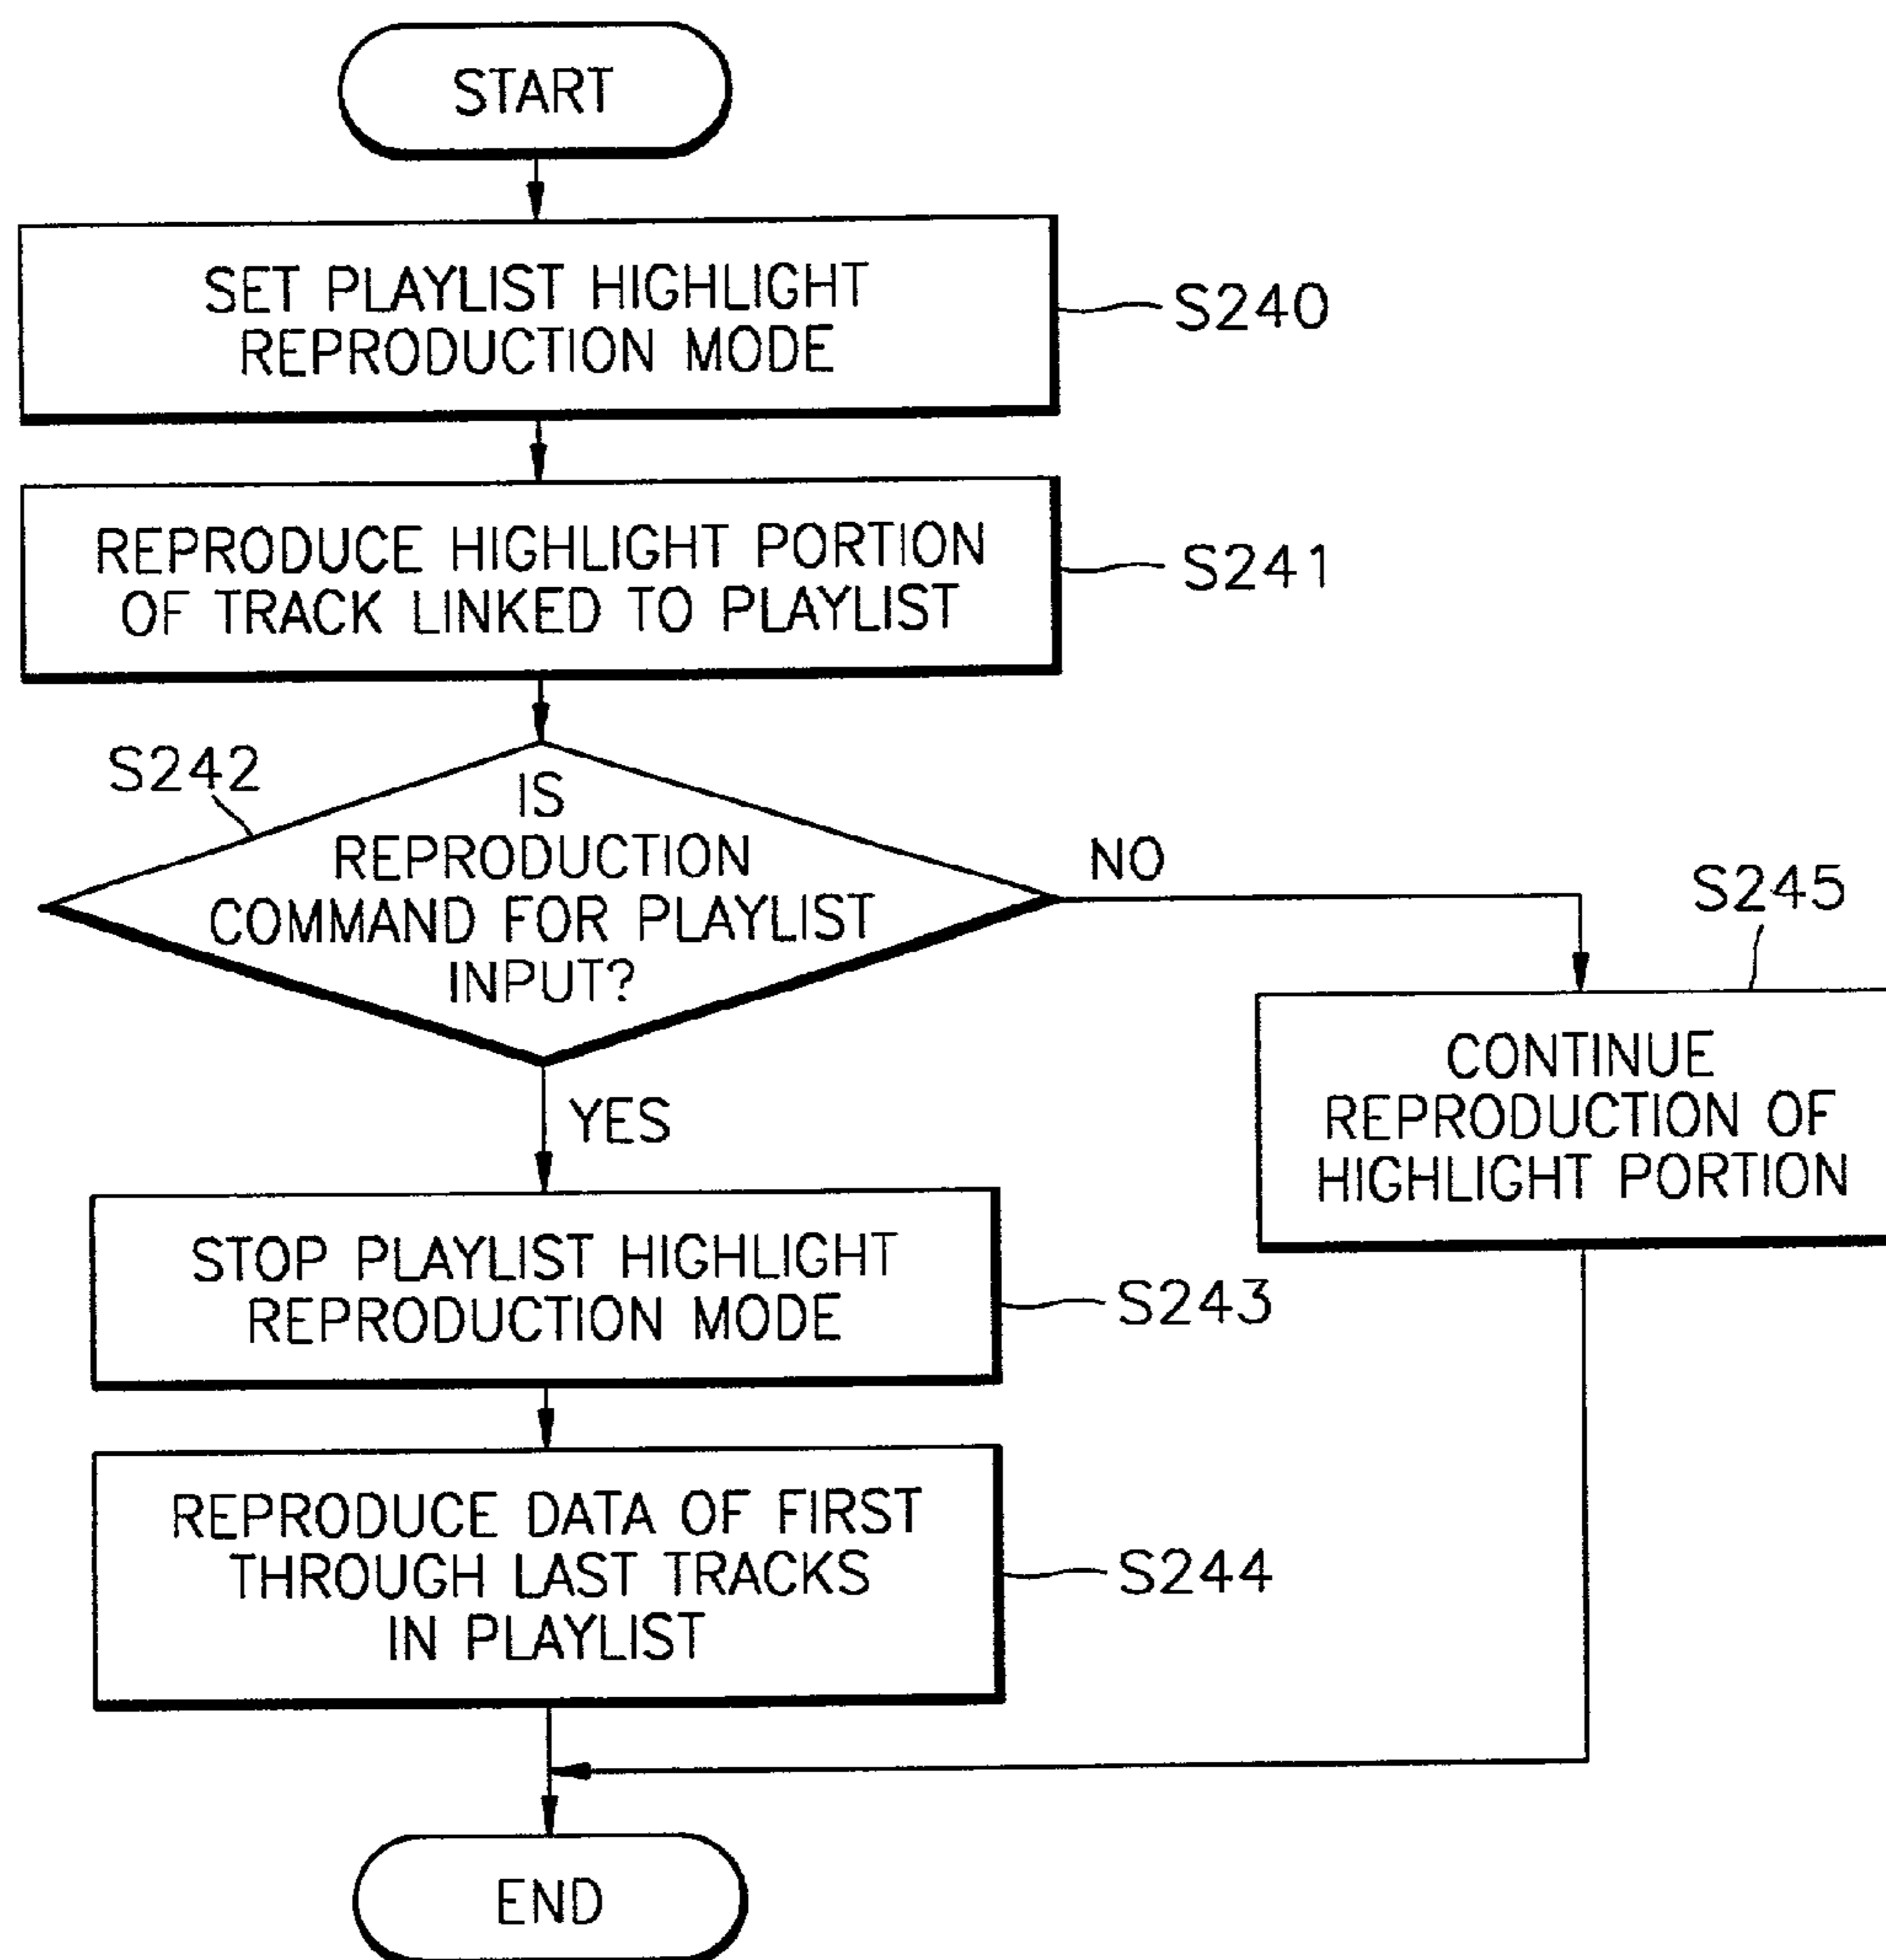 START
SET PLAYLIST HIGHLIGHT
REPRODUCTION MODE
S240
REPRODUCE HIGHLIGHT PORTION
OF TRACK LINKED TO PLAYLIST
S241
S242
IS
REPRODUCTION
COMMAND FOR PLAYLIST
INPUT?
NO
YES
S245
CONTINUE
REPRODUCTION OF
HIGHLIGHT PORTION
STOP PLAYLIST HIGHLIGHT
REPRODUCTION MODE
S243
REPRODUCE DATA OF FIRST
THROUGH LAST TRACKS
IN PLAYLIST
S244
END